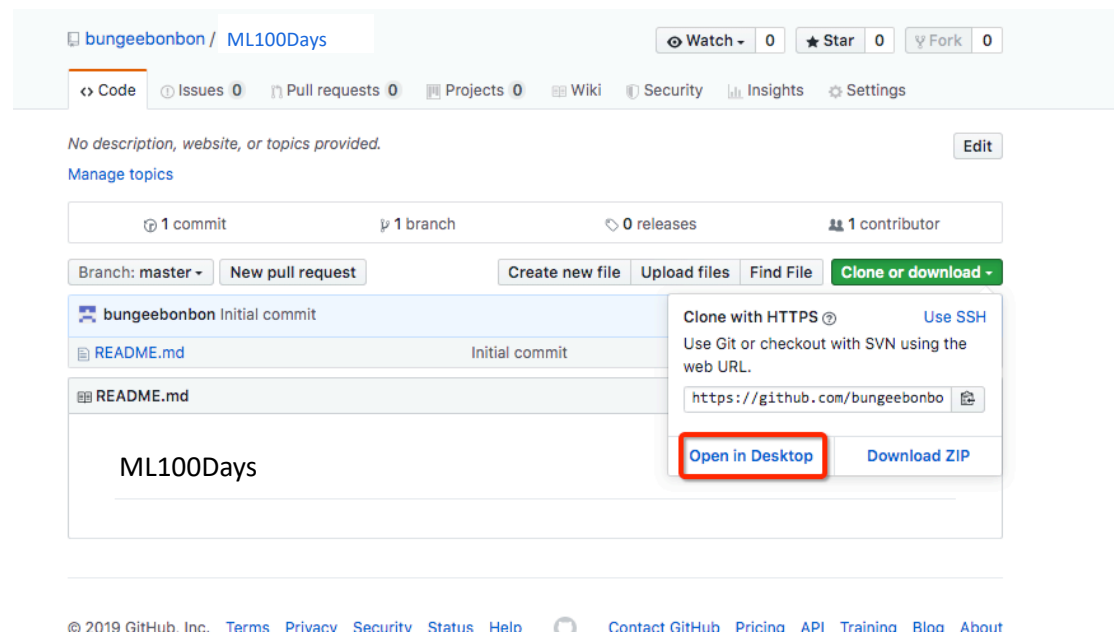 bungeebonbon / ML100Days
Watch 0 Star 0 Fork 0
Code Issues 0 Pull requests 0 Projects 0 Wiki Security Insights Settings
No description, website, or topics provided.
Edit
Manage topics
1 commit 1 branch 0 releases 1 contributor
Branch: master New pull request Create new file Upload files Find File Clone or download
bungeebonbon Initial commit
README.md Initial commit
Clone with HTTPS Use SSH
Use Git or checkout with SVN using the
web URL.
https://github.com/bungeebonbo
Open in Desktop Download ZIP
README.md
ML100Days
© 2019 GitHub, Inc. Terms Privacy Security Status Help Contact GitHub Pricing API Training Blog About